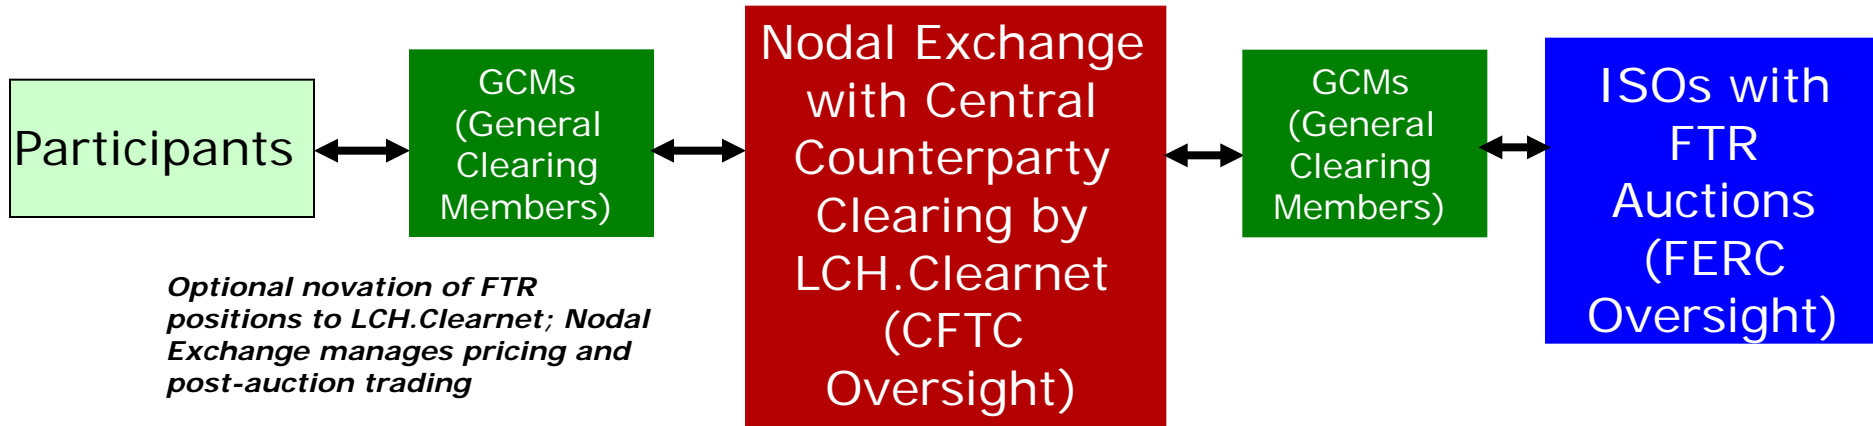 Participants
GCMs
(General
Clearing
Members)
Nodal Exchange
with Central
Counterparty
Clearing by
LCH.Clearnet
(CFTC
Oversight)
GCMs
(General
Clearing
Members)
ISOs with
FTR
Auctions
(FERC
Oversight)
Optional novation of FTR
positions to LCH.Clearnet; Nodal
Exchange manages pricing and
post-auction trading